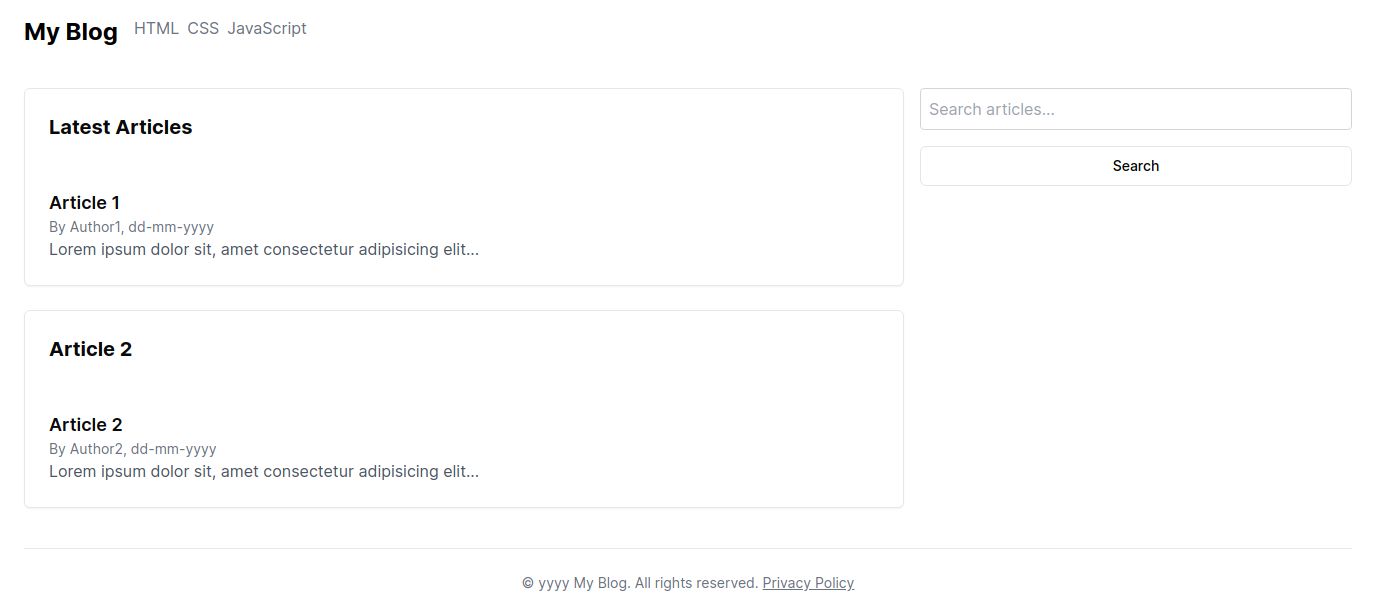 My Blog HTML CSS JavaScript
Latest Articles
Article 1
By Author1, dd-mm-yyyy
Lorem ipsum dolor sit, amet consectetur adipisicing elit...
Article 2
Article 2
By Author2, dd-mm-yyyy
Lorem ipsum dolor sit, amet consectetur adipisicing elit...
Search articles...
Search
© yyyy My Blog. All rights reserved. Privacy Policy